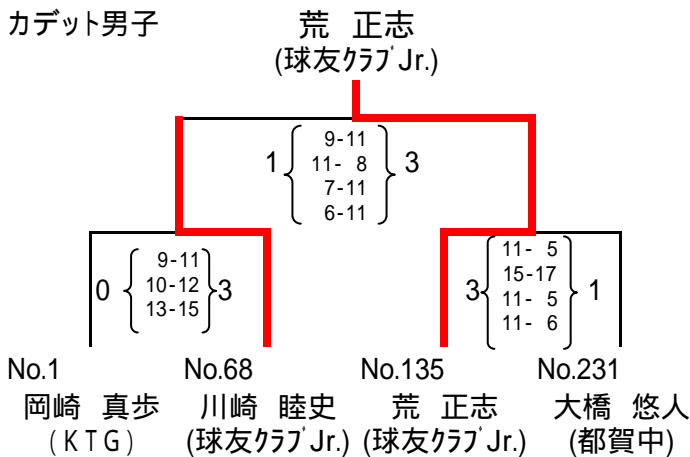 カデット男子
荒 正志
(球友ｸﾗﾌﾞJr.)
1 3
9-11
11- 8
7-11
6-11
0 3
9-11
10-12
13-15
3 1
11- 5
15-17
11- 5
11- 6
No.1 No.68 No.135 No.231
岡崎 真歩 川崎 睦史 荒 正志 大橋 悠人
(ＫＴＧ) (球友ｸﾗﾌﾞJr.) (球友ｸﾗﾌﾞJr.) (都賀中)